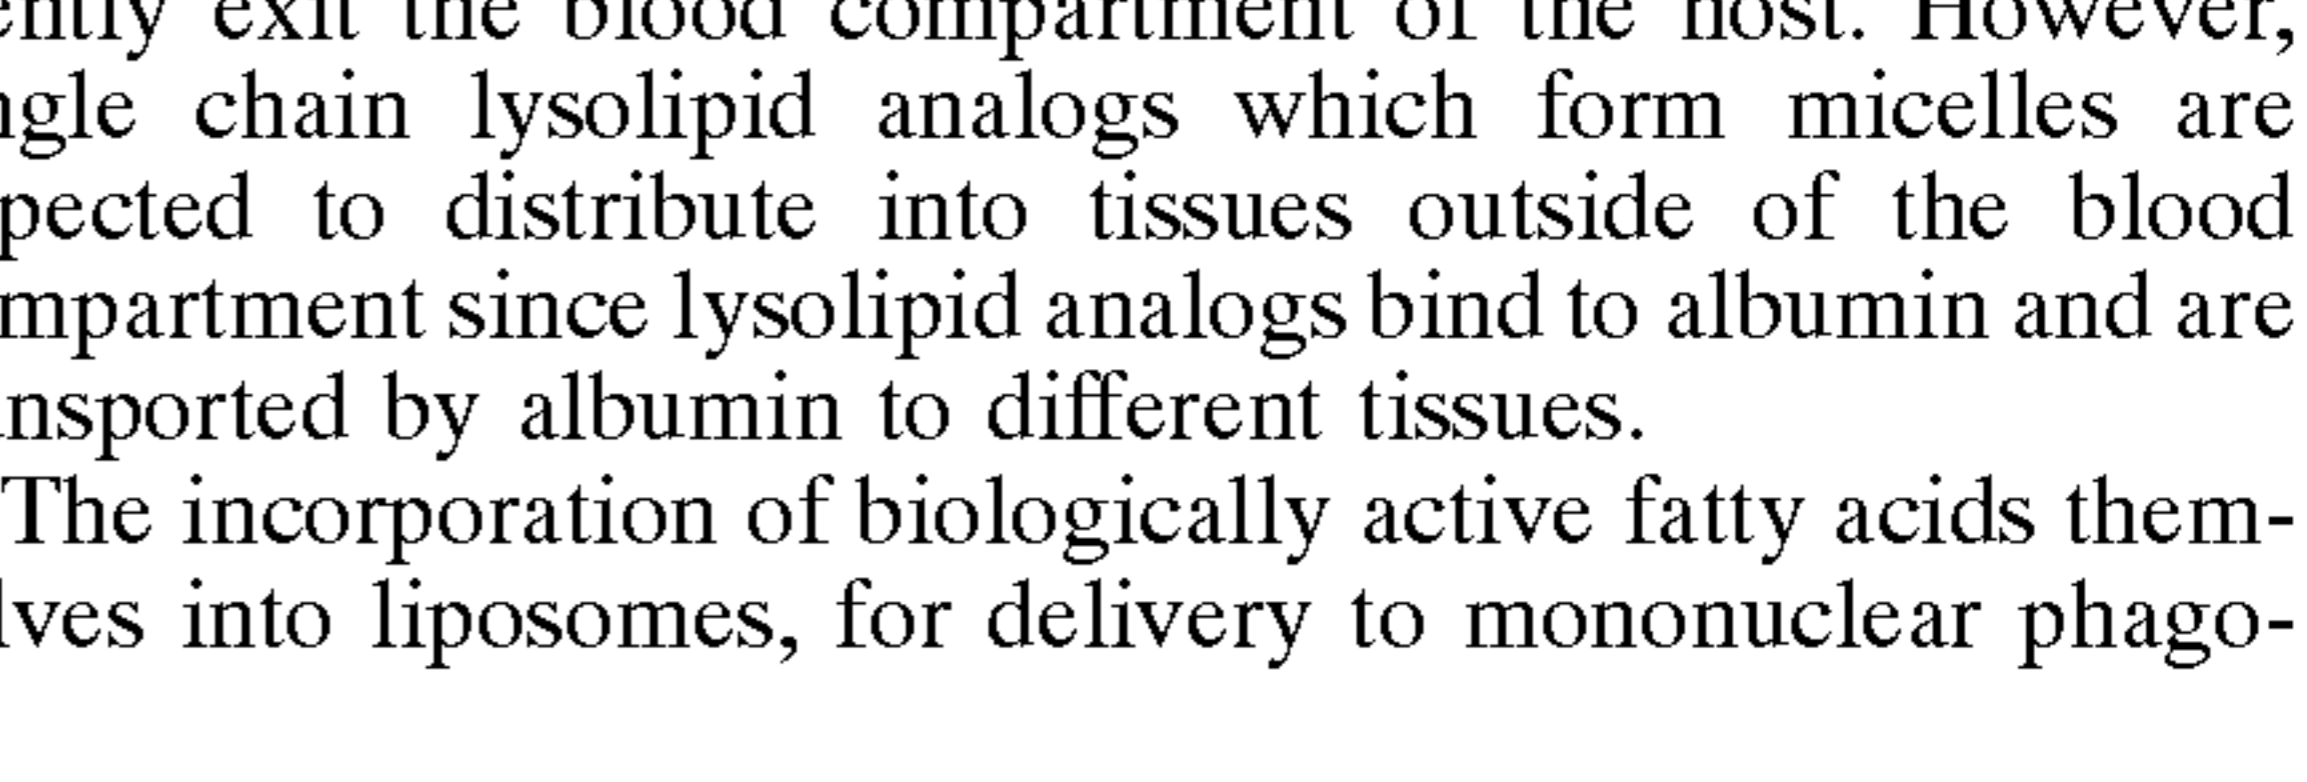 ently exit the blood compartment of the host. However,
ngle chain lysolipid analogs which form micelles are
pected to distribute into tissues outside of the blood
mpartment since lysolipid analogs bind to albumin and are
ansported by albumin to different tissues.
The incorporation of biologically active fatty acids them-
lves into liposomes, for delivery to mononuclear phago-